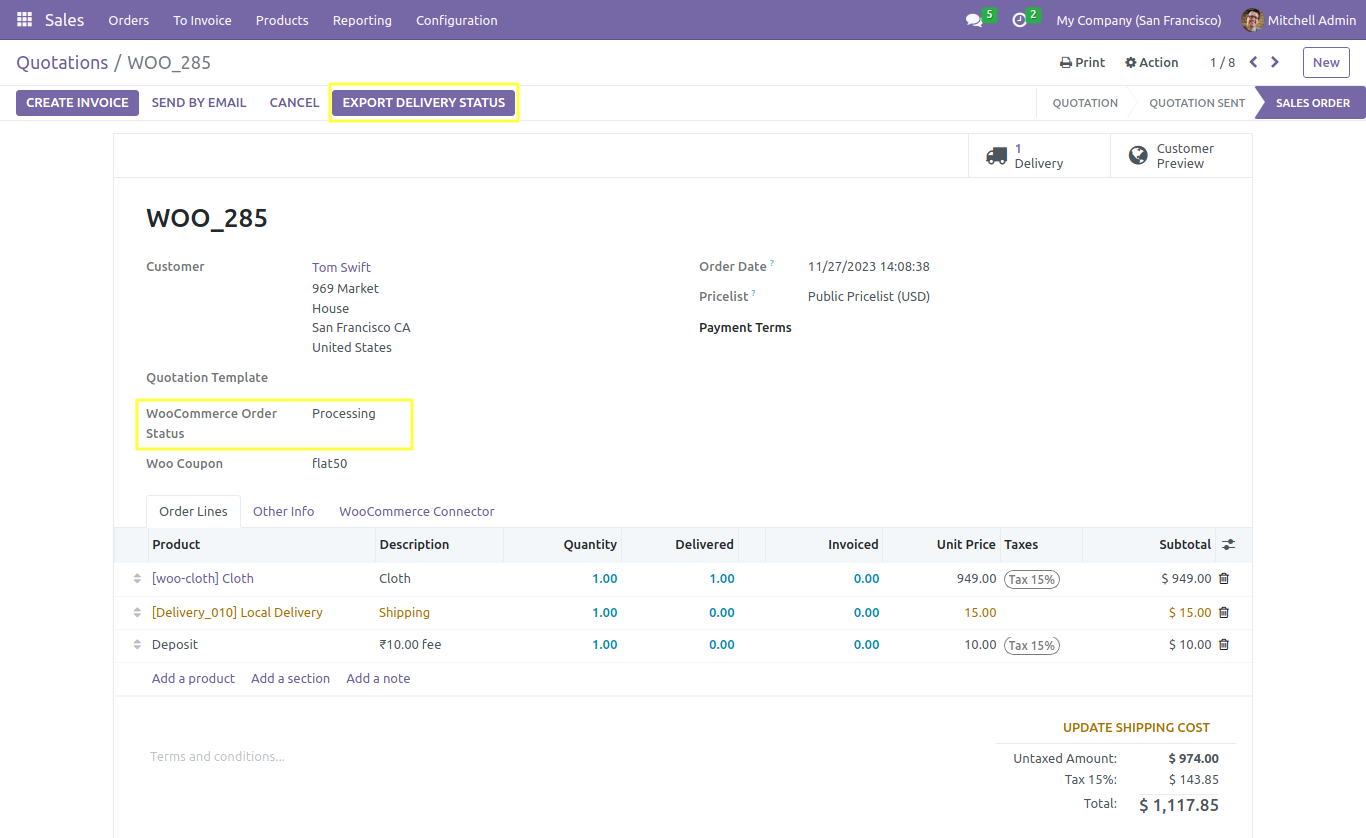 Sales Orders To Invoice Products Reporting Configuration 5 2 My Company (San Francisco) Mitchell Admin
Quotations / WOO_285 Print Action 1 / 8 New
CREATE INVOICE SEND BY EMAIL CANCEL EXPORT DELIVERY STATUS QUOTATION QUOTATION SENT SALES ORDER
1
Delivery
Customer
Preview
WOO_285
Customer Tom Swift
969 Market
House
San Francisco CA
United States
Order Date ? 11/27/2023 14:08:38
Pricelist ? Public Pricelist (USD)
Payment Terms
Quotation Template
WooCommerce Order Status Processing
Woo Coupon flat50
Order Lines Other Info WooCommerce Connector
Product Description Quantity Delivered Invoiced Unit Price Taxes Subtotal
[woo-cloth] Cloth Cloth 1.00 1.00 0.00 949.00 Tax 15% $ 949.00
[Delivery_010] Local Delivery Shipping 1.00 0.00 0.00 15.00 $ 15.00
Deposit ₹10.00 fee 1.00 0.00 0.00 10.00 Tax 15% $ 10.00
Add a product Add a section Add a note
UPDATE SHIPPING COST
Terms and conditions...
Untaxed Amount: $ 974.00
Tax 15%: $ 143.85
Total: $ 1,117.85